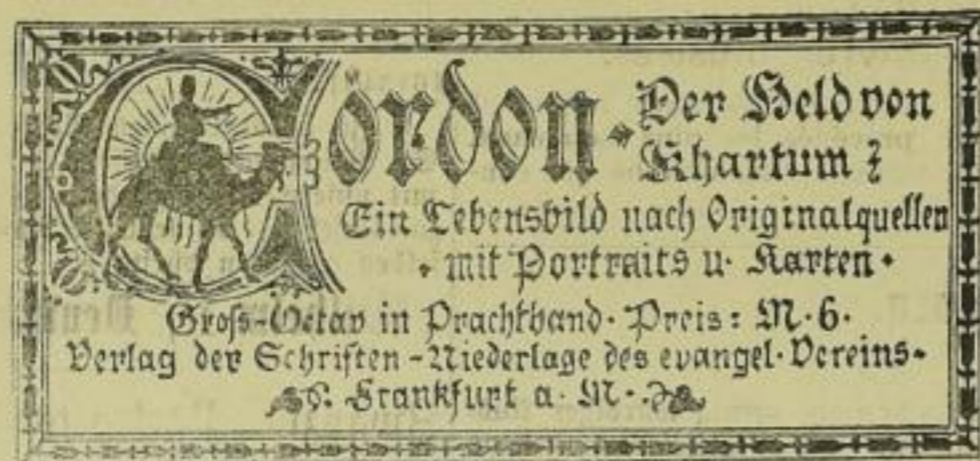 Gordon. Der Held von
Khartum
Ein Lebensbild nach Originalquellen
· mit Portraits u· Karten·
Groß-Octav in Prachtband· Preis: M·6·
Verlag der Schriften-Niederlage des evangel· Vereins·
Frankfurt a· M·